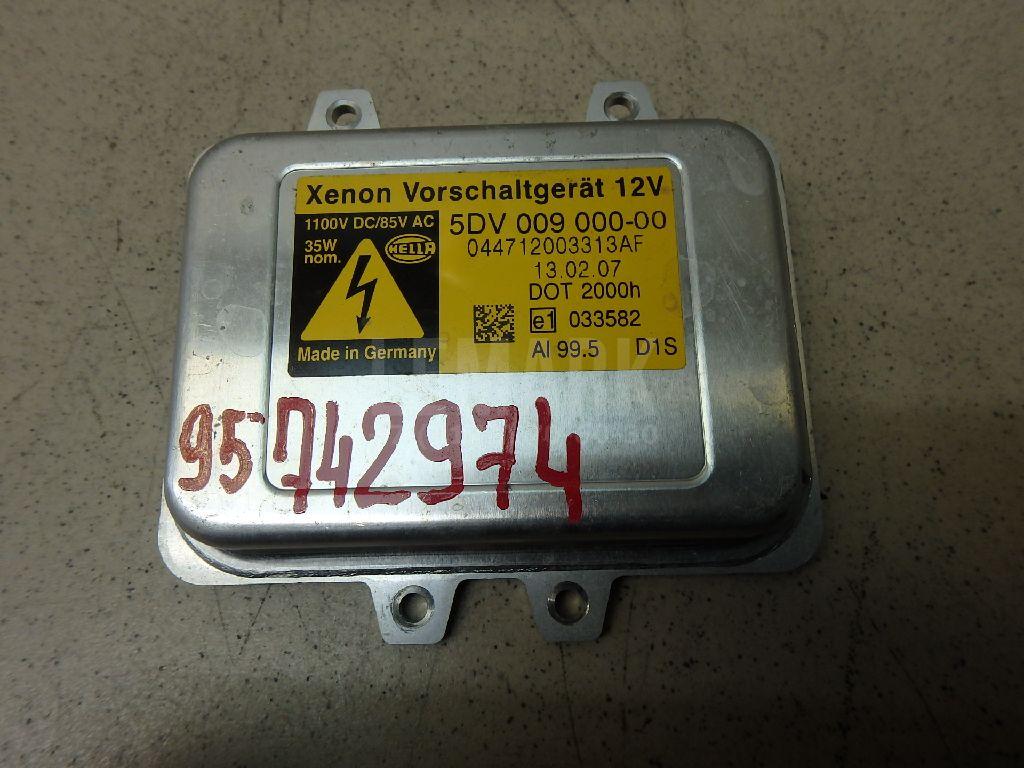 Xenon Vorschaltgerät 12V
1100V DC/85V AC
35W
nom.
HELLA
5DV 009 000-00
044712003313AF
13.02.07
DOT 2000h
e1 033582
Made in Germany
Al 99.5 D1S
LEMARK
95742974